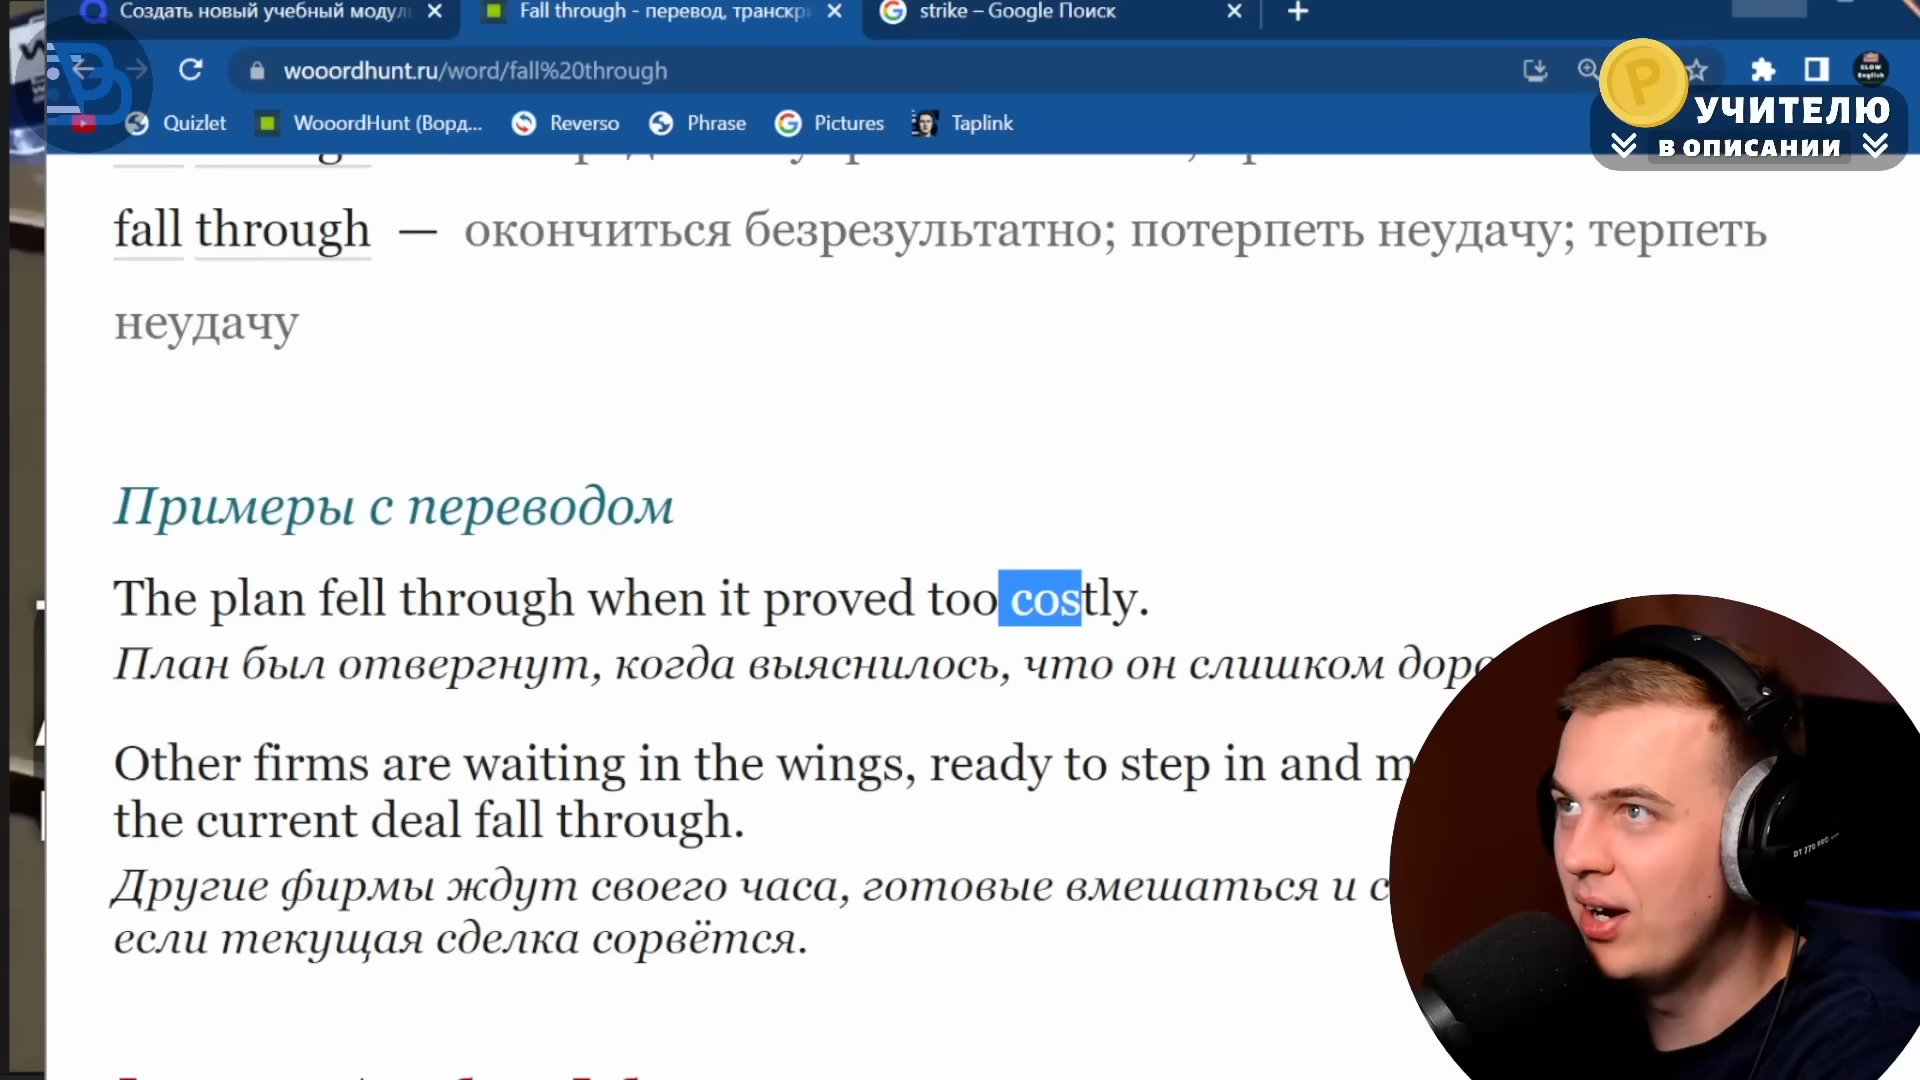 Создать новый учебный модул
Fall through - перевод, транскри
strike – Google Поиск
wooordhunt.ru/word/fall%20through
УЧИТЕЛЮ
В ОПИСАНИИ
Quizlet
WooordHunt (Ворд...
Reverso
Phrase
Pictures
Taplink
fall through — окончиться безрезультатно; потерпеть неудачу; терпеть
неудачу
Примеры с переводом
The plan fell through when it proved too costly.
План был отвергнут, когда выяснилось, что он слишком доро
Other firms are waiting in the wings, ready to step in and m
the current deal fall through.
Другие фирмы ждут своего часа, готовые вмешаться и с
если текущая сделка сорвётся.
DT 770 PRO